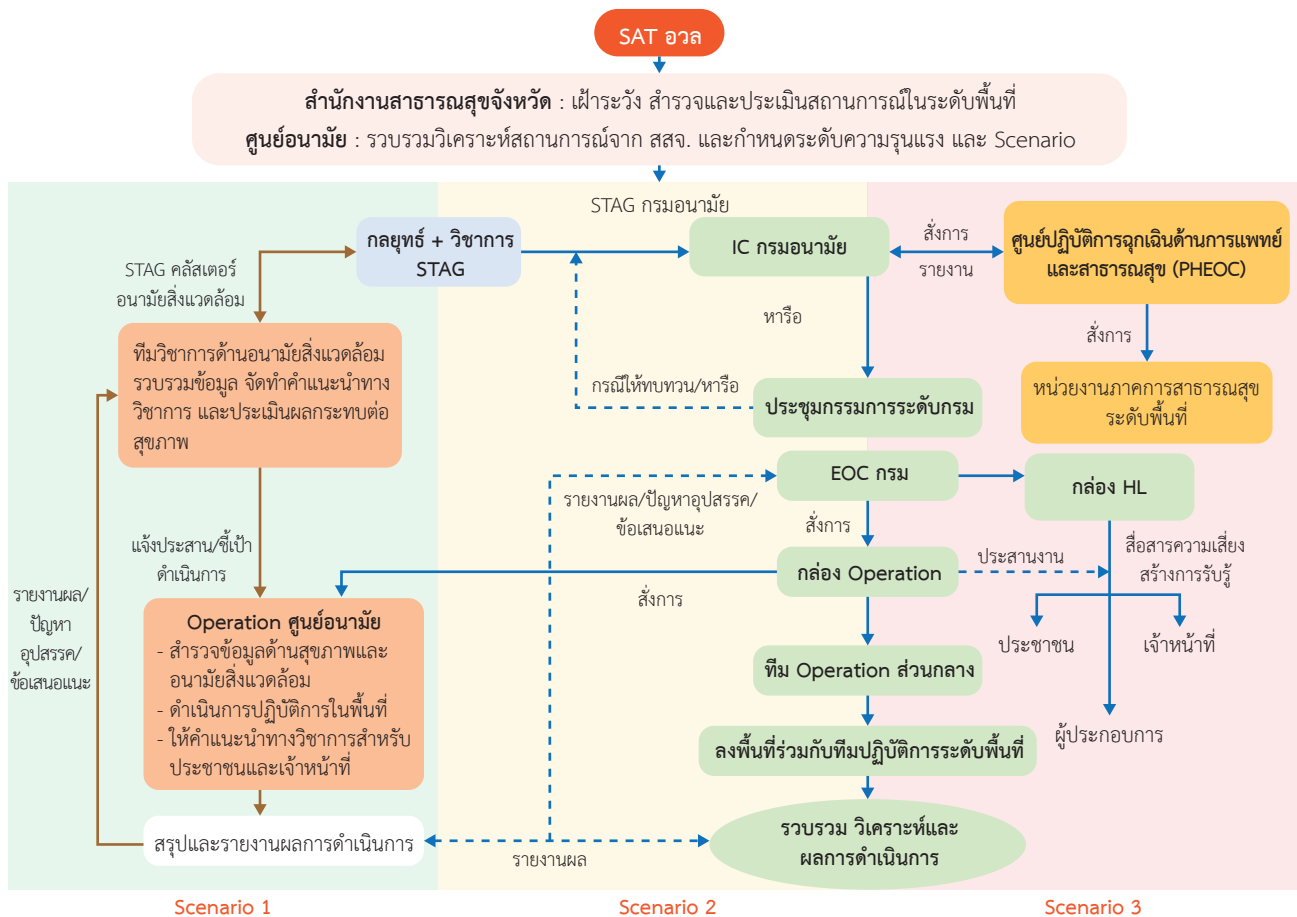 SAT อวล
สำนักงานสาธารณสุขจังหวัด : เฝ้าระวัง สำรวจและประเมินสถานการณ์ในระดับพื้นที่
ศูนย์อนามัย : รวบรวมวิเคราะห์สถานการณ์จาก สสจ. และกำหนดระดับความรุนแรง และ Scenario
STAG กรมอนามัย
กลยุทธ์ + วิชาการ
STAG
IC กรมอนามัย
สั่งการ
รายงาน
ศูนย์ปฏิบัติการฉุกเฉินด้านการแพทย์
และสาธารณสุข (PHEOC)
STAG คลัสเตอร์
อนามัยสิ่งแวดล้อม
หารือ
สั่งการ
ทีมวิชาการด้านอนามัยสิ่งแวดล้อม
รวบรวมข้อมูล จัดทำคำแนะนำทาง
วิชาการ และประเมินผลกระทบต่อ
สุขภาพ
กรณีให้ทบทวน/หารือ
ประชุมกรรมการระดับกรม
หน่วยงานภาคการสาธารณสุข
ระดับพื้นที่
EOC กรม
กล่อง HL
รายงานผล/ปัญหาอุปสรรค/
ข้อเสนอแนะ
สั่งการ
แจ้งประสาน/ชี้เป้า
ดำเนินการ
กล่อง Operation
ประสานงาน
สื่อสารความเสี่ยง
สร้างการรับรู้
สั่งการ
รายงานผล/
ปัญหา
อุปสรรค/
ข้อเสนอแนะ
Operation ศูนย์อนามัย
- สำรวจข้อมูลด้านสุขภาพและ
อนามัยสิ่งแวดล้อม
- ดำเนินการปฏิบัติการในพื้นที่
- ให้คำแนะนำทางวิชาการสำหรับ
ประชาชนและเจ้าหน้าที่
ประชาชน
เจ้าหน้าที่
ทีม Operation ส่วนกลาง
ผู้ประกอบการ
ลงพื้นที่ร่วมกับทีมปฏิบัติการระดับพื้นที่
สรุปและรายงานผลการดำเนินการ
รายงานผล
รวบรวม วิเคราะห์และ
ผลการดำเนินการ
Scenario 1
Scenario 2
Scenario 3